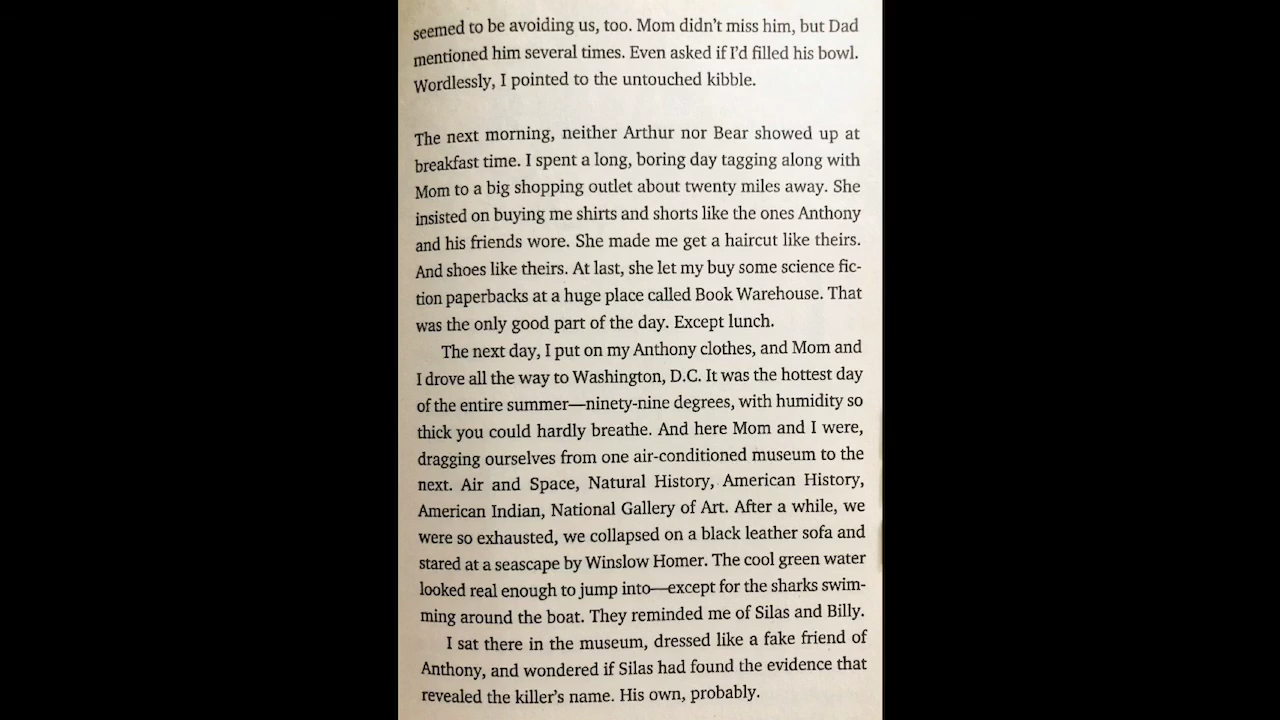 seemed to be avoiding us, too. Mom didn't miss him, but Dad
mentioned him several times. Even asked if I'd filled his bowl.
Wordlessly, I pointed to the untouched kibble.
The next morning, neither Arthur nor Bear showed up at
breakfast time. I spent a long, boring day tagging along with
Mom to a big shopping outlet about twenty miles away. She
insisted on buying me shirts and shorts like the ones Anthony
and his friends wore. She made me get a haircut like theirs.
And shoes like theirs. At last, she let my buy some science fic-
tion paperbacks at a huge place called Book Warehouse. That
was the only good part of the day. Except lunch.
The next day, I put on my Anthony clothes, and Mom and
I drove all the way to Washington, D.C. It was the hottest day
of the entire summer—ninety-nine degrees, with humidity so
thick you could hardly breathe. And here Mom and I were,
dragging ourselves from one air-conditioned museum to the
next. Air and Space, Natural History, American History,
American Indian, National Gallery of Art. After a while, we
were so exhausted, we collapsed on a black leather sofa and
stared at a seascape by Winslow Homer. The cool green water
looked real enough to jump into—except for the sharks swim-
ming around the boat. They reminded me of Silas and Billy.
I sat there in the museum, dressed like a fake friend of
Anthony, and wondered if Silas had found the evidence that
revealed the killer's name. His own, probably.